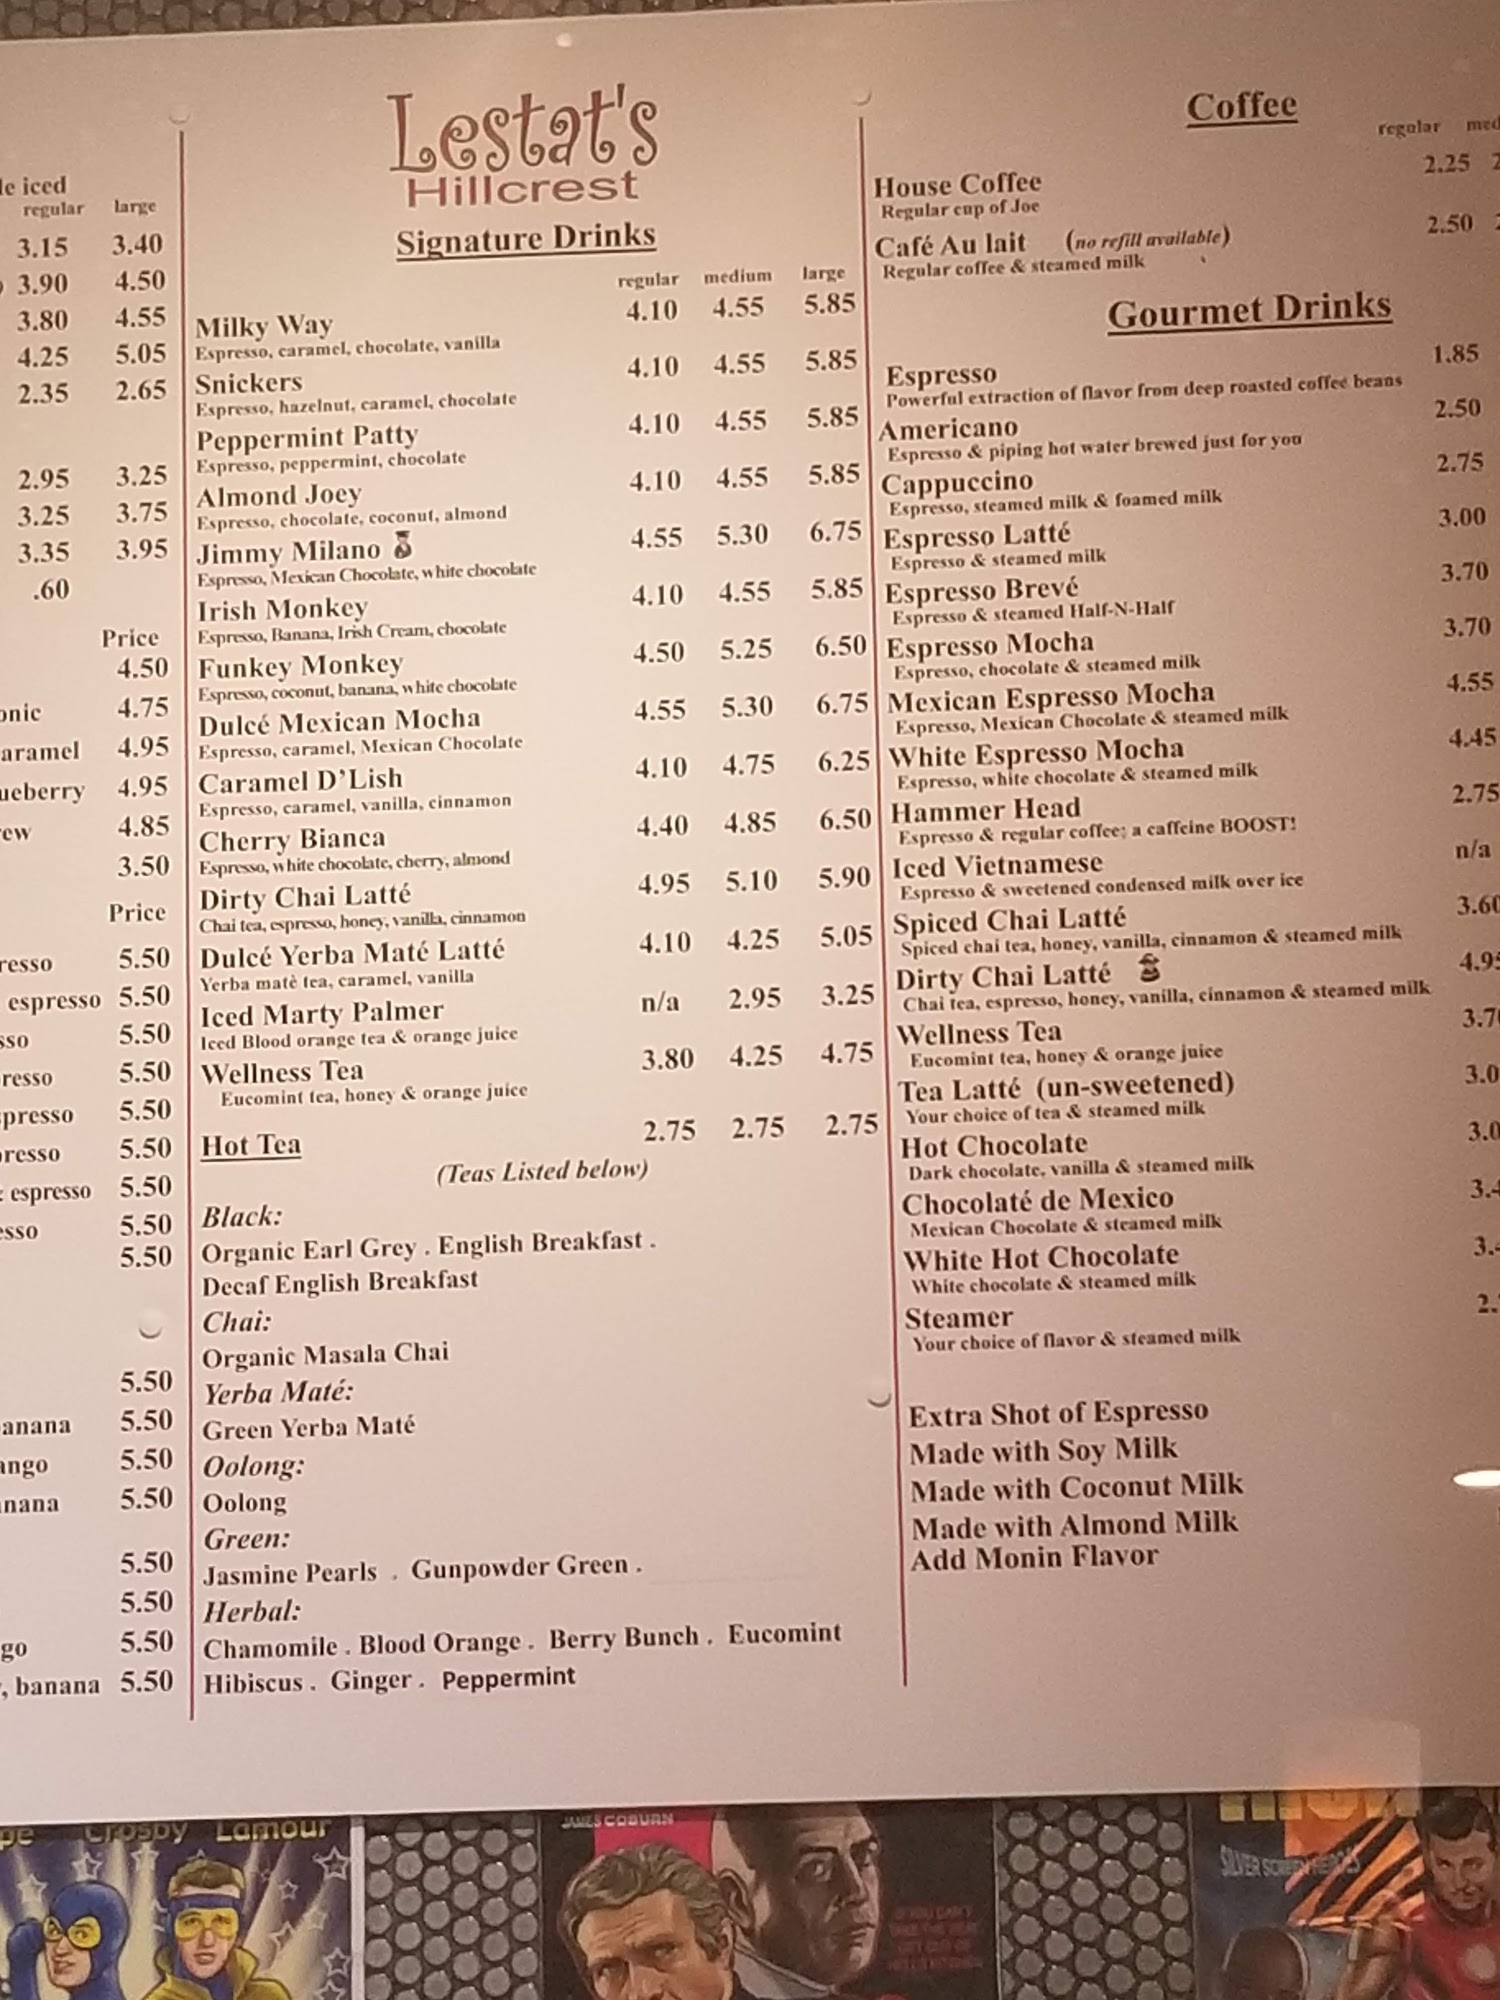 iced
regular large
3.15 3.40
3.90 4.50
3.80 4.55
4.25 5.05
2.35 2.65
2.95 3.25
3.25 3.75
3.35 3.95
.60
Price
4.50
4.75
4.95
4.95
4.85
3.50
Price
5.50
espresso 5.50
5.50
5.50
5.50
5.50
espresso 5.50
5.50
5.50
5.50
5.50
5.50
5.50
5.50
5.50
5.50
, banana 5.50
Lestat's
Hillcrest
Signature Drinks
regular medium large
Milky Way 4.10 4.55 5.85
Espresso, caramel, chocolate, vanilla
Snickers 4.10 4.55 5.85
Espresso, hazelnut, caramel, chocolate
Peppermint Patty 4.10 4.55 5.85
Espresso, peppermint, chocolate
Almond Joey 4.10 4.55 5.85
Espresso, chocolate, coconut, almond
Jimmy Milano 4.55 5.30 6.75
Espresso, Mexican Chocolate, white chocolate
Irish Monkey 4.10 4.55 5.85
Espresso, Banana, Irish Cream, chocolate
Funkey Monkey 4.50 5.25 6.50
Espresso, coconut, banana, white chocolate
Dulcé Mexican Mocha 4.55 5.30 6.75
Espresso, caramel, Mexican Chocolate
Caramel D'Lish 4.10 4.75 6.25
Espresso, caramel, vanilla, cinnamon
Cherry Bianca 4.40 4.85 6.50
Espresso, white chocolate, cherry, almond
Dirty Chai Latté 4.95 5.10 5.90
Chai tea, espresso, honey, vanilla, cinnamon
Dulcé Yerba Maté Latté 4.10 4.25 5.05
Yerba matè tea, caramel, vanilla
Iced Marty Palmer n/a 2.95 3.25
Iced Blood orange tea & orange juice
Wellness Tea 3.80 4.25 4.75
Eucomint tea, honey & orange juice
Hot Tea 2.75 2.75 2.75
(Teas Listed below)
Black:
Organic Earl Grey . English Breakfast .
Decaf English Breakfast
Chai:
Organic Masala Chai
Yerba Maté:
Green Yerba Maté
Oolong:
Oolong
Green:
Jasmine Pearls . Gunpowder Green .
Herbal:
Chamomile . Blood Orange . Berry Bunch . Eucomint
Hibiscus . Ginger . Peppermint
Coffee
regular med
House Coffee 2.25
Regular cup of Joe
Café Au lait (no refill available) 2.50
Regular coffee & steamed milk
Gourmet Drinks
Espresso 1.85
Powerful extraction of flavor from deep roasted coffee beans
Americano 2.50
Espresso & piping hot water brewed just for you
Cappuccino 2.75
Espresso, steamed milk & foamed milk
Espresso Latté 3.00
Espresso & steamed milk
Espresso Brevé 3.70
Espresso & steamed Half-N-Half
Espresso Mocha 3.70
Espresso, chocolate & steamed milk
Mexican Espresso Mocha 4.55
Espresso, Mexican Chocolate & steamed milk
White Espresso Mocha 4.45
Espresso, white chocolate & steamed milk
Hammer Head 2.75
Espresso & regular coffee; a caffeine BOOST!
Iced Vietnamese n/a
Espresso & sweetened condensed milk over ice
Spiced Chai Latté 3.60
Spiced chai tea, honey, vanilla, cinnamon & steamed milk
Dirty Chai Latté 4.95
Chai tea, espresso, honey, vanilla, cinnamon & steamed milk
Wellness Tea 3.70
Eucomint tea, honey & orange juice
Tea Latté (un-sweetened) 3.0
Your choice of tea & steamed milk
Hot Chocolate 3.0
Dark chocolate, vanilla & steamed milk
Chocolaté de Mexico 3.4
Mexican Chocolate & steamed milk
White Hot Chocolate 3.4
White chocolate & steamed milk
Steamer 2.
Your choice of flavor & steamed milk
Extra Shot of Espresso
Made with Soy Milk
Made with Coconut Milk
Made with Almond Milk
Add Monin Flavor
Crosby Lamour
JAMES COBURN
SILVER SCREEN HEROES